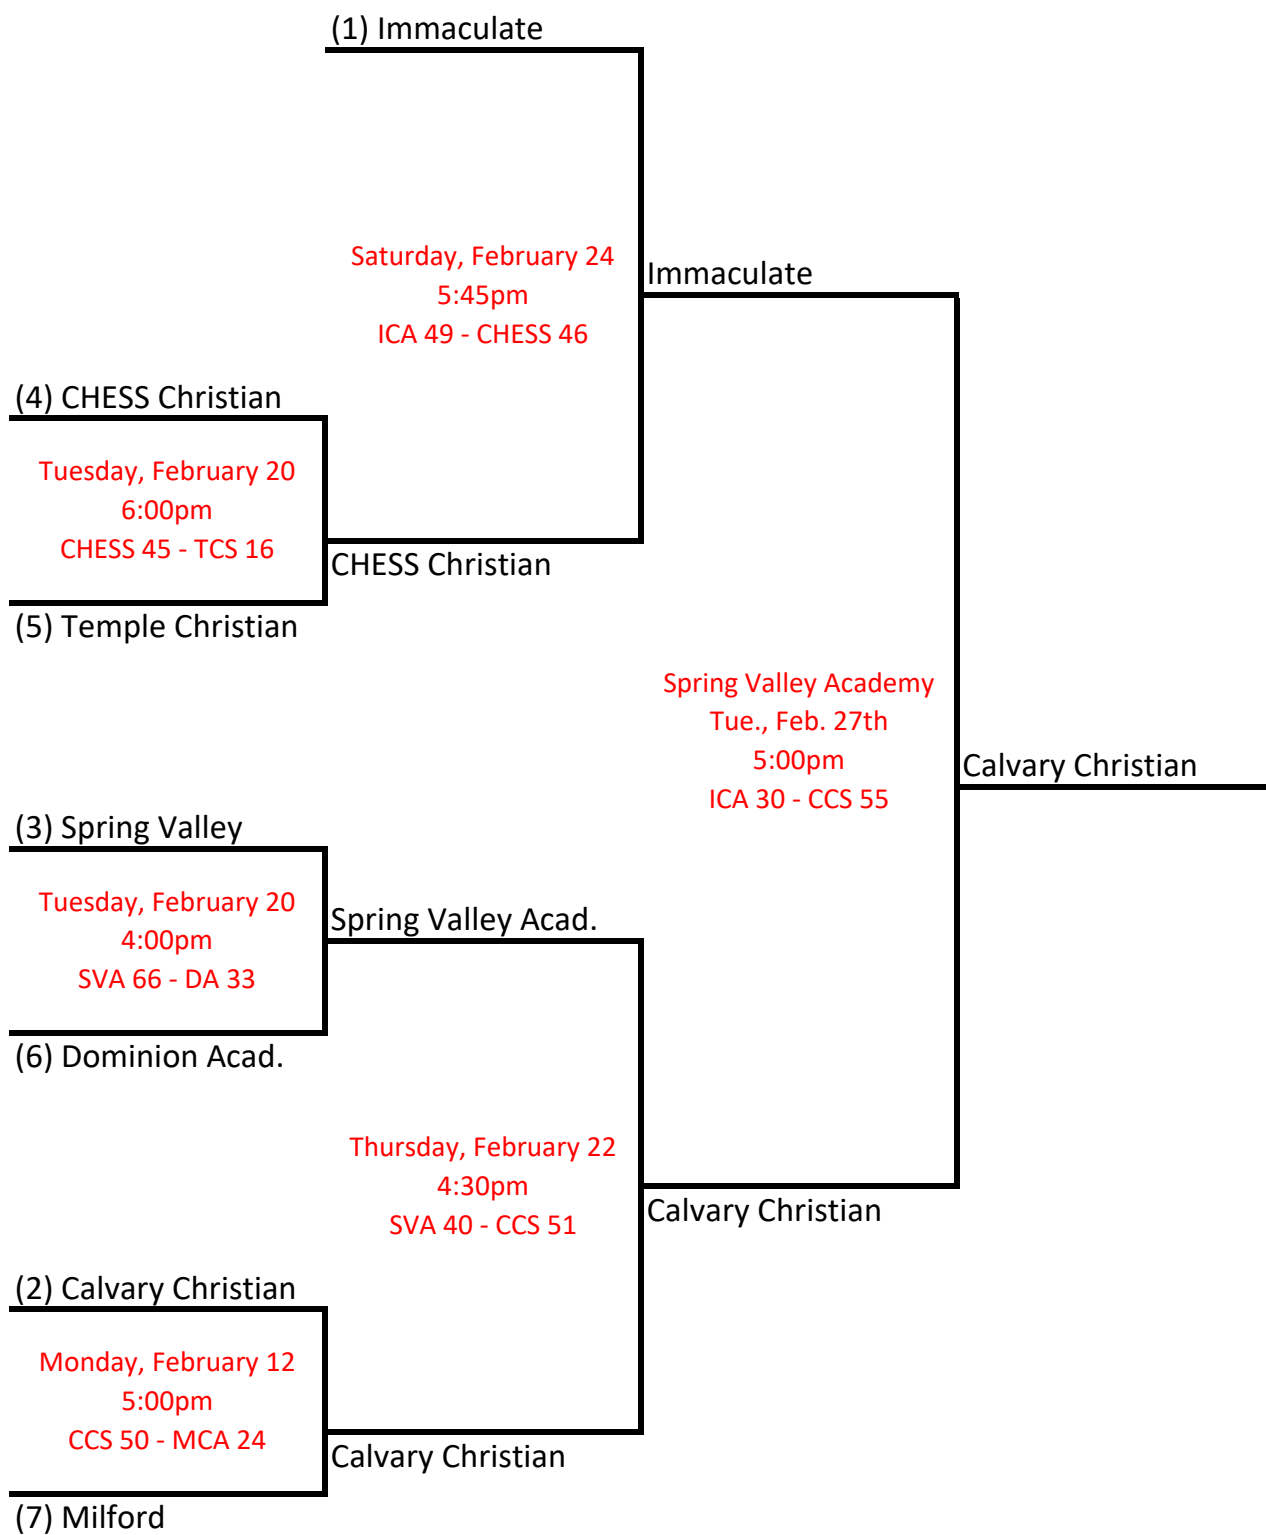 (1) Immaculate
Saturday, February 24
5:45pm
ICA 49 - CHESS 46
Immaculate
(4) CHESS Christian
Tuesday, February 20
6:00pm
CHESS 45 - TCS 16
CHESS Christian
(5) Temple Christian
Spring Valley Academy
Tue., Feb. 27th
5:00pm
ICA 30 - CCS 55
Calvary Christian
(3) Spring Valley
Tuesday, February 20
4:00pm
SVA 66 - DA 33
Spring Valley Acad.
(6) Dominion Acad.
Thursday, February 22
4:30pm
SVA 40 - CCS 51
Calvary Christian
(2) Calvary Christian
Monday, February 12
5:00pm
CCS 50 - MCA 24
Calvary Christian
(7) Milford